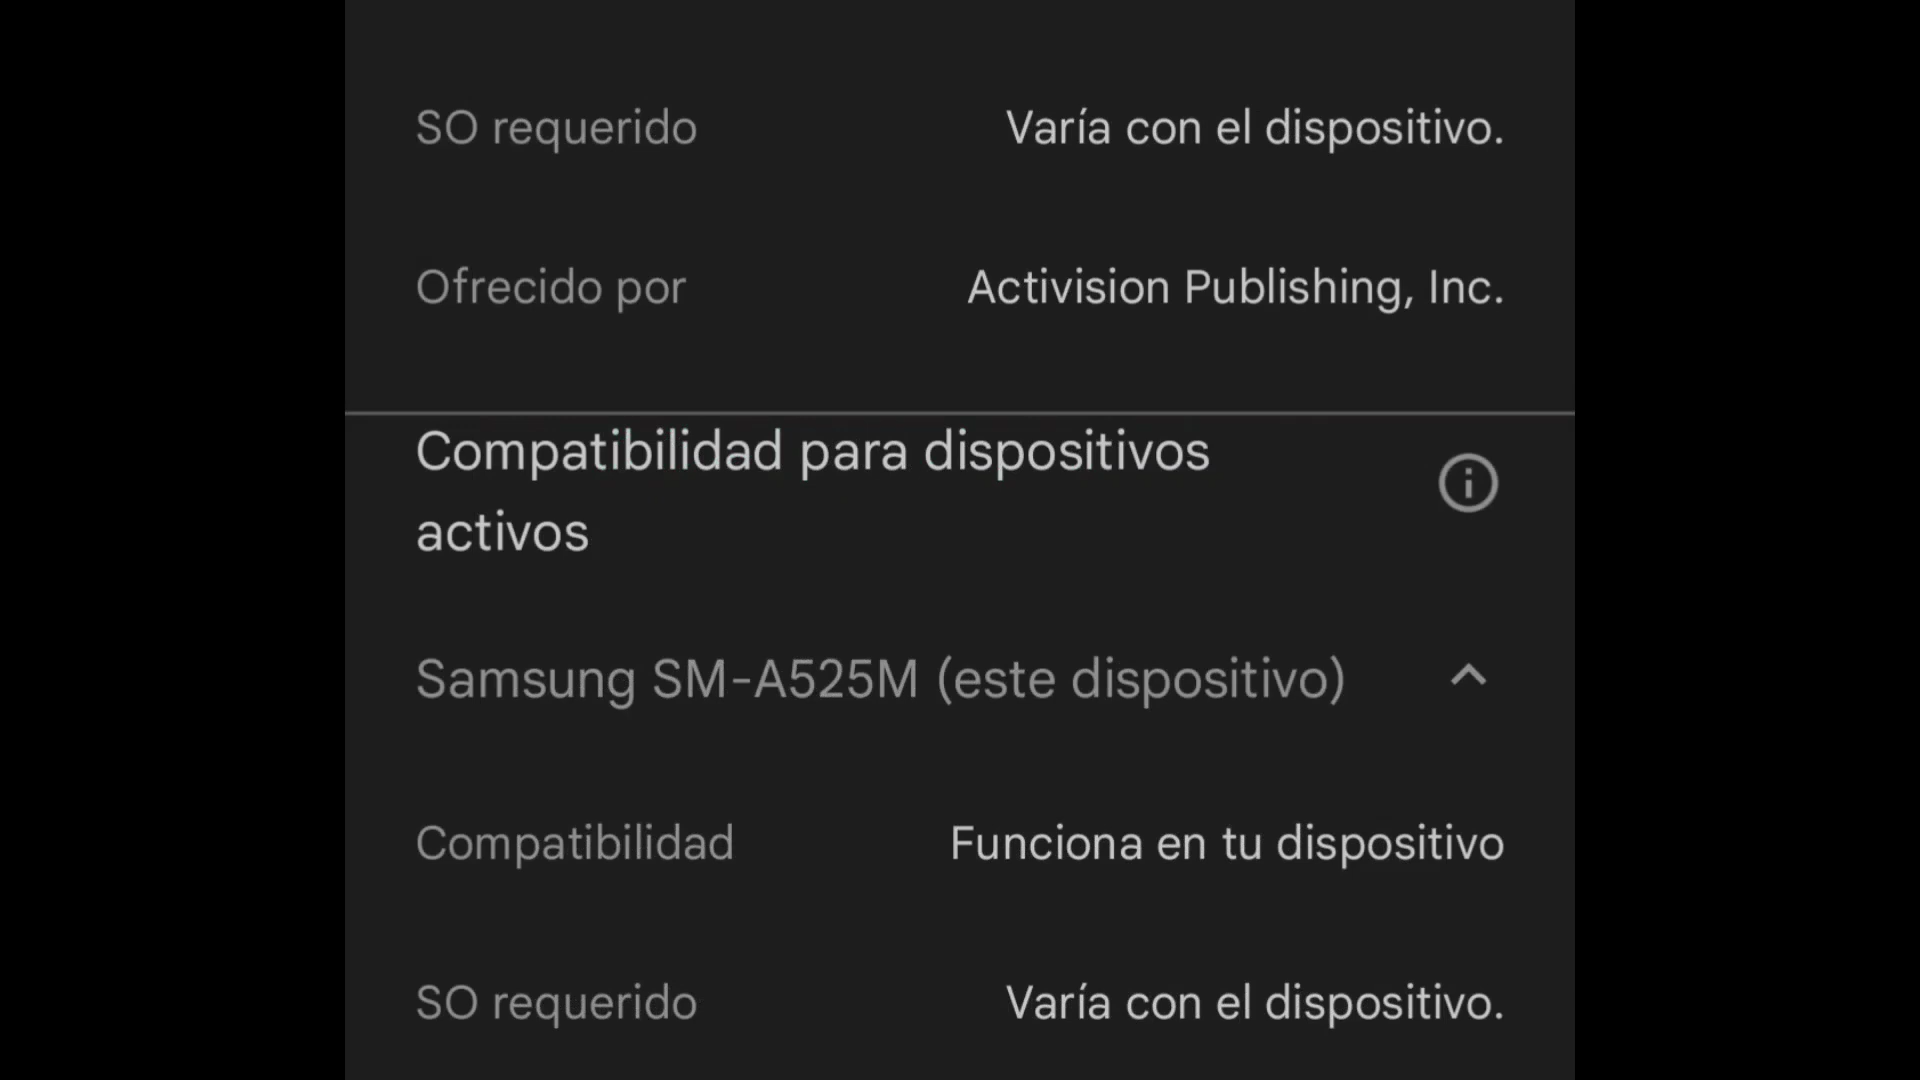 SO requerido Varía con el dispositivo.
Ofrecido por Activision Publishing, Inc.
Compatibilidad para dispositivos
activos
Samsung SM-A525M (este dispositivo)
Compatibilidad Funciona en tu dispositivo
SO requerido Varía con el dispositivo.